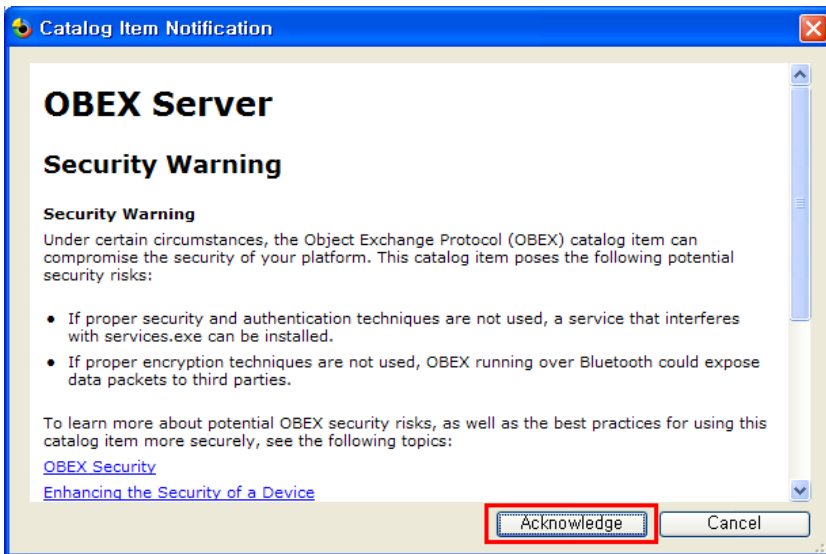 Catalog Item Notification
OBEX Server
Security Warning
Security Warning
Under certain circumstances, the Object Exchange Protocol (OBEX) catalog item can
compromise the security of your platform. This catalog item poses the following potential
security risks:
• If proper security and authentication techniques are not used, a service that interferes
with services.exe can be installed.
• If proper encryption techniques are not used, OBEX running over Bluetooth could expose
data packets to third parties.
To learn more about potential OBEX security risks, as well as the best practices for using this
catalog item more securely, see the following topics:
OBEX Security
Enhancing the Security of a Device
Acknowledge Cancel